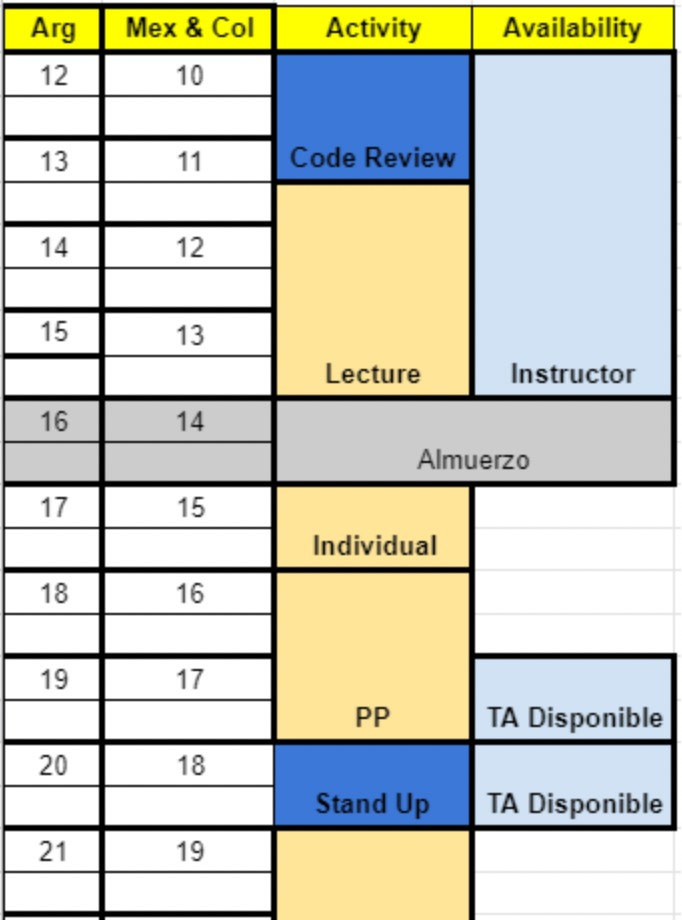 Arg Mex & Col Activity Availability
12 10
13 11 Code Review
14 12
15 13
Lecture Instructor
16 14
Almuerzo
17 15
Individual
18 16
19 17
PP TA Disponible
20 18
Stand Up TA Disponible
21 19